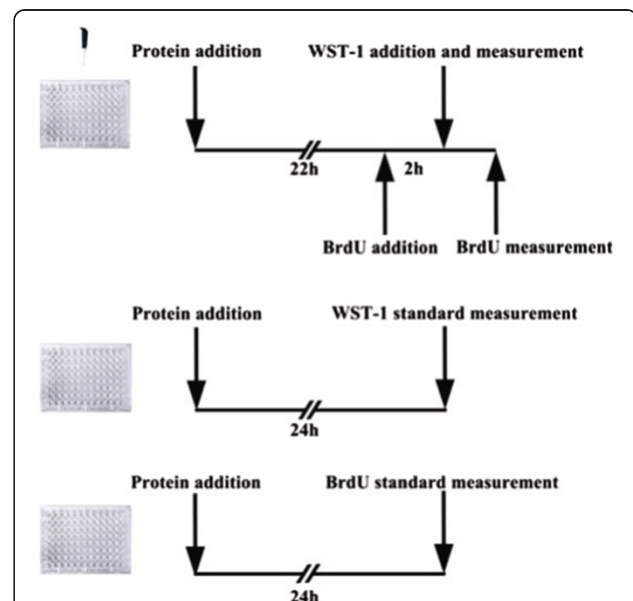 Protein addition
WST-1 addition and measurement
22h
2h
BrdU addition
BrdU measurement
Protein addition
WST-1 standard measurement
24h
Protein addition
BrdU standard measurement
24h